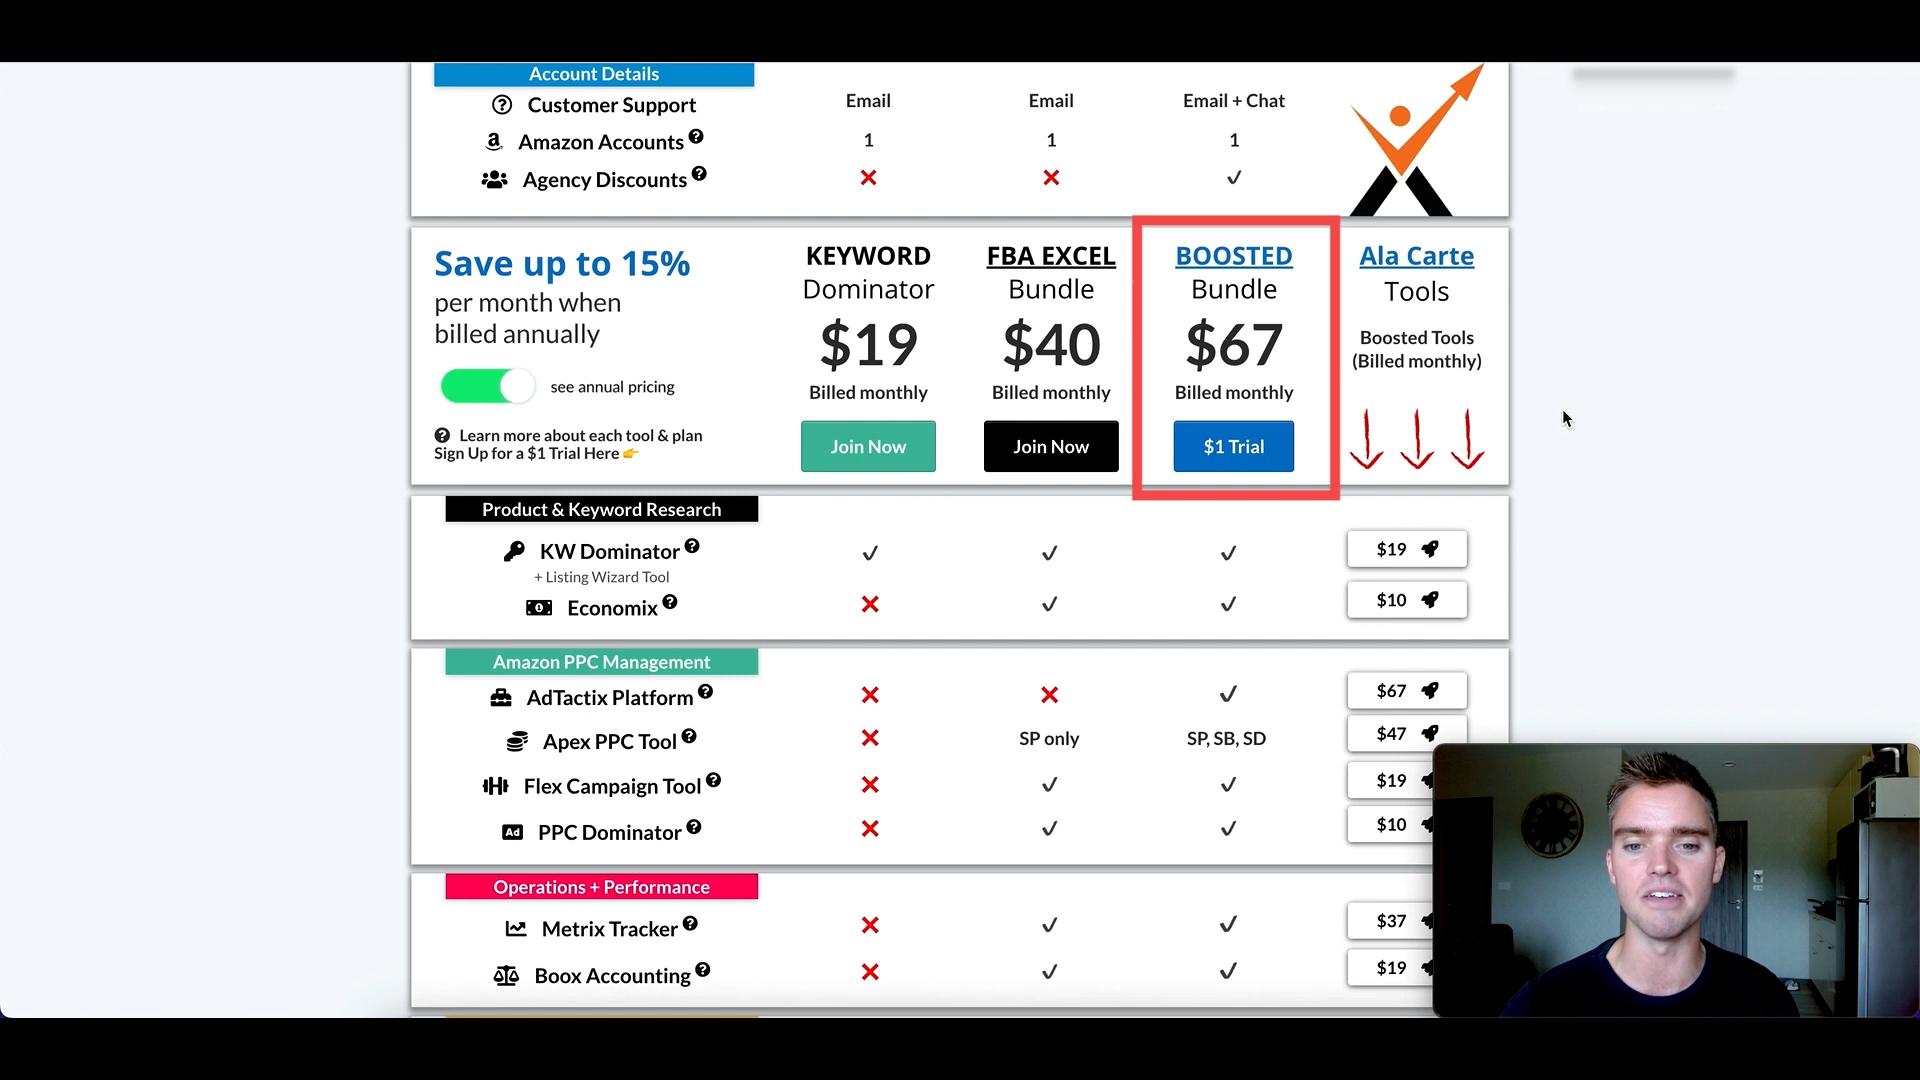 Account Details
Customer Support Email Email Email + Chat
Amazon Accounts 1 1 1
Agency Discounts
Save up to 15%
per month when
billed annually
see annual pricing
Learn more about each tool & plan
Sign Up for a $1 Trial Here 👉
KEYWORD
Dominator
$19
Billed monthly
Join Now
FBA EXCEL
Bundle
$40
Billed monthly
Join Now
BOOSTED
Bundle
$67
Billed monthly
$1 Trial
Ala Carte
Tools
Boosted Tools
(Billed monthly)
Product & Keyword Research
KW Dominator $19
+ Listing Wizard Tool
Economix $10
Amazon PPC Management
AdTactix Platform $67
Apex PPC Tool SP only SP, SB, SD $47
Flex Campaign Tool $19
Ad PPC Dominator $10
Operations + Performance
Metrix Tracker $37
Boox Accounting $19